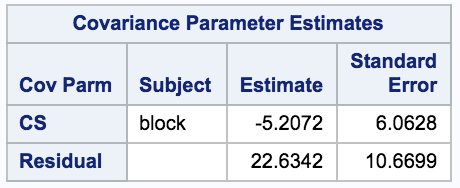 Covariance Parameter Estimates
Cov Parm Subject Estimate Standard Error
CS block -5.2072 6.0628
Residual 22.6342 10.6699